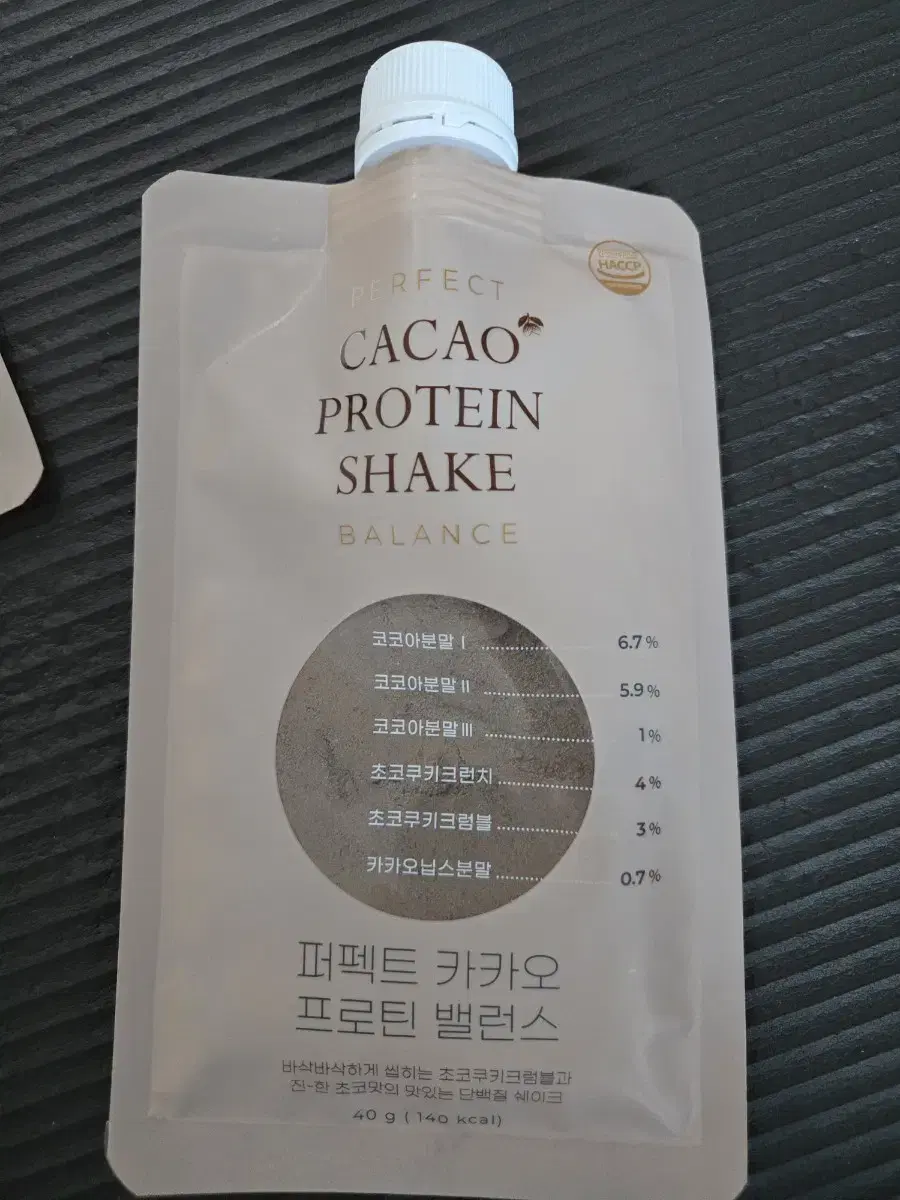 HACCP
PERFECT
CACAO
PROTEIN
SHAKE
BALANCE
코코아분말 Ⅰ 6.7 %
코코아분말 Ⅱ 5.9 %
코코아분말 Ⅲ 1 %
초코쿠키크런치 4 %
초코쿠키크럼블 3 %
카카오닙스분말 0.7 %
퍼펙트 카카오
프로틴 밸런스
바삭바삭하게 씹히는 초코쿠키크럼블과
진-한 초코맛의 맛있는 단백질 쉐이크
40 g ( 140 kcal)